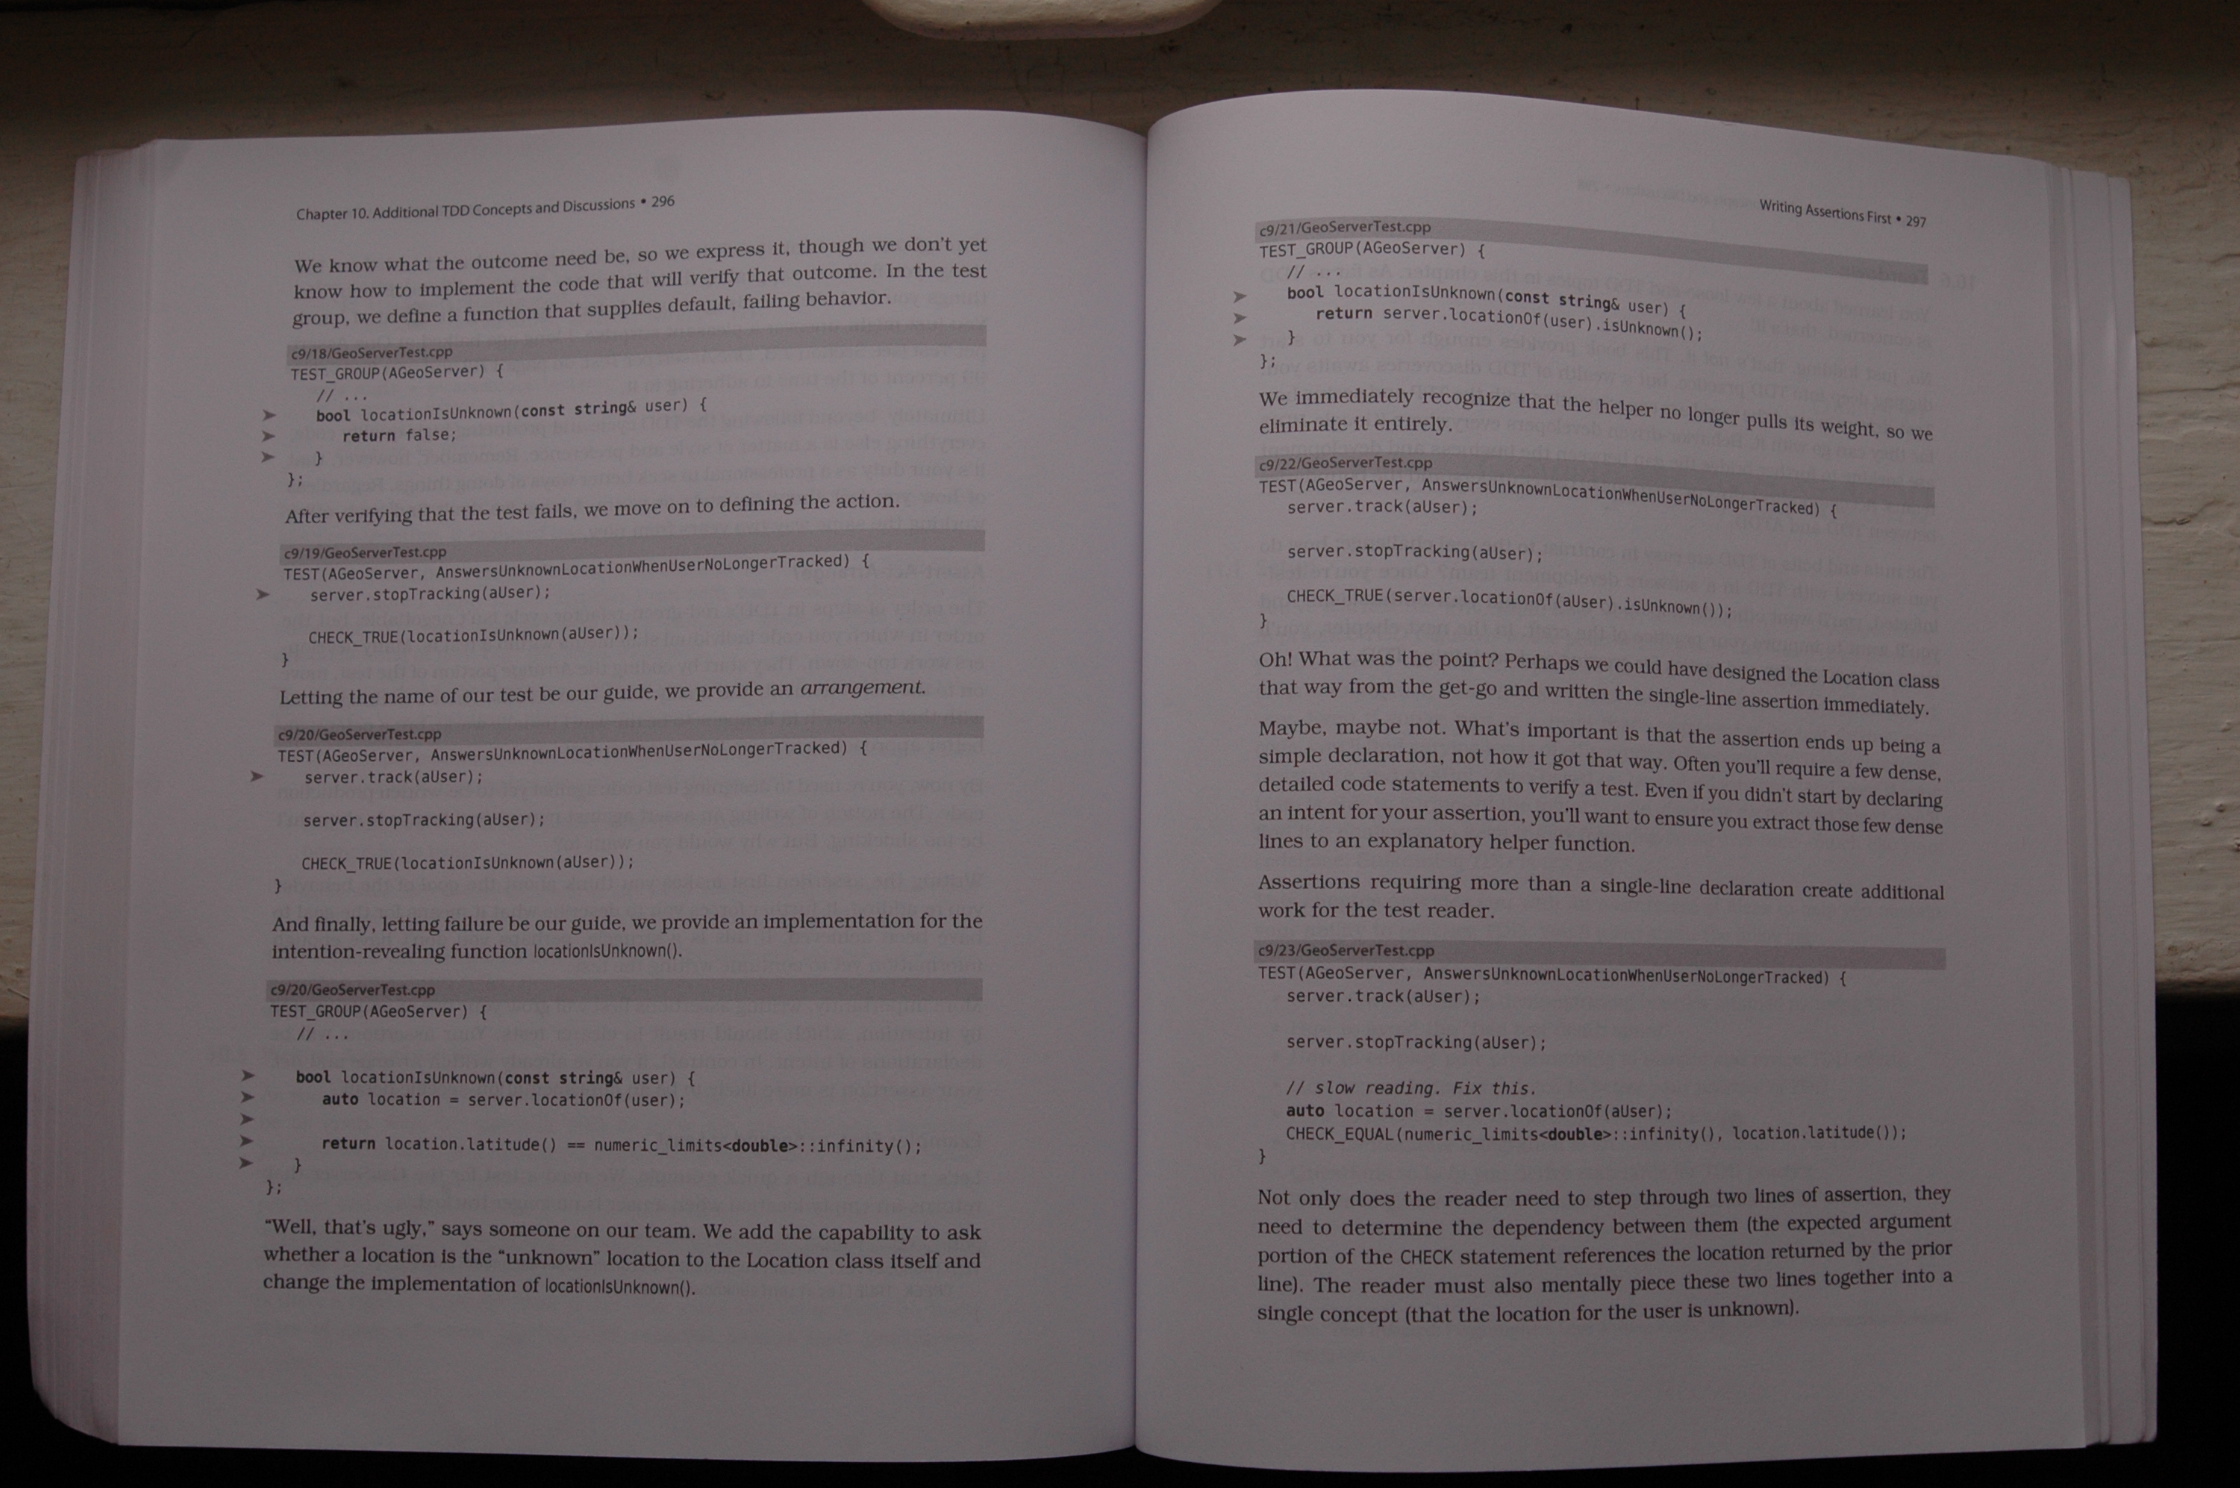 Chapter 10. Additional TDD Concepts and Discussions • 296
We know what the outcome need be, so we express it, though we don't yet
know how to implement the code that will verify that outcome. In the test
group, we define a function that supplies default, failing behavior.
c9/18/GeoServerTest.cpp
TEST_GROUP(AGeoServer) {
// ...
➤ bool locationIsUnknown(const string& user) {
➤ return false;
➤ }
};
After verifying that the test fails, we move on to defining the action.
c9/19/GeoServerTest.cpp
TEST(AGeoServer, AnswersUnknownLocationWhenUserNoLongerTracked) {
➤ server.stopTracking(aUser);
CHECK_TRUE(locationIsUnknown(aUser));
}
Letting the name of our test be our guide, we provide an arrangement.
c9/20/GeoServerTest.cpp
TEST(AGeoServer, AnswersUnknownLocationWhenUserNoLongerTracked) {
➤ server.track(aUser);
server.stopTracking(aUser);
CHECK_TRUE(locationIsUnknown(aUser));
}
And finally, letting failure be our guide, we provide an implementation for the
intention-revealing function locationIsUnknown().
c9/20/GeoServerTest.cpp
TEST_GROUP(AGeoServer) {
// ...
➤ bool locationIsUnknown(const string& user) {
➤ auto location = server.locationOf(user);
➤
➤ return location.latitude() == numeric_limits<double>::infinity();
➤ }
};
“Well, that's ugly,” says someone on our team. We add the capability to ask
whether a location is the “unknown” location to the Location class itself and
change the implementation of locationIsUnknown().
Writing Assertions First • 297
c9/21/GeoServerTest.cpp
TEST_GROUP(AGeoServer) {
// ...
➤ bool locationIsUnknown(const string& user) {
➤ return server.locationOf(user).isUnknown();
➤ }
};
We immediately recognize that the helper no longer pulls its weight, so we
eliminate it entirely.
c9/22/GeoServerTest.cpp
TEST(AGeoServer, AnswersUnknownLocationWhenUserNoLongerTracked) {
server.track(aUser);
server.stopTracking(aUser);
CHECK_TRUE(server.locationOf(aUser).isUnknown());
}
Oh! What was the point? Perhaps we could have designed the Location class
that way from the get-go and written the single-line assertion immediately.
Maybe, maybe not. What's important is that the assertion ends up being a
simple declaration, not how it got that way. Often you'll require a few dense,
detailed code statements to verify a test. Even if you didn't start by declaring
an intent for your assertion, you'll want to ensure you extract those few dense
lines to an explanatory helper function.
Assertions requiring more than a single-line declaration create additional
work for the test reader.
c9/23/GeoServerTest.cpp
TEST(AGeoServer, AnswersUnknownLocationWhenUserNoLongerTracked) {
server.track(aUser);
server.stopTracking(aUser);
// slow reading. Fix this.
auto location = server.locationOf(aUser);
CHECK_EQUAL(numeric_limits<double>::infinity(), location.latitude());
}
Not only does the reader need to step through two lines of assertion, they
need to determine the dependency between them (the expected argument
portion of the CHECK statement references the location returned by the prior
line). The reader must also mentally piece these two lines together into a
single concept (that the location for the user is unknown).